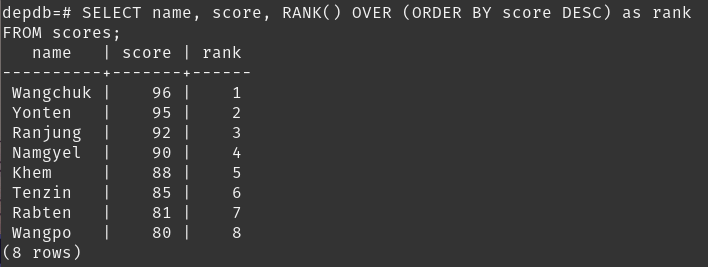 depdb=# SELECT name, score, RANK() OVER (ORDER BY score DESC) as rank
FROM scores;
   name   | score | rank
----------+-------+------
 Wangchuk |    96 |    1
 Yonten   |    95 |    2
 Ranjung  |    92 |    3
 Namgyel  |    90 |    4
 Khem     |    88 |    5
 Tenzin   |    85 |    6
 Rabten   |    81 |    7
 Wangpo   |    80 |    8
(8 rows)